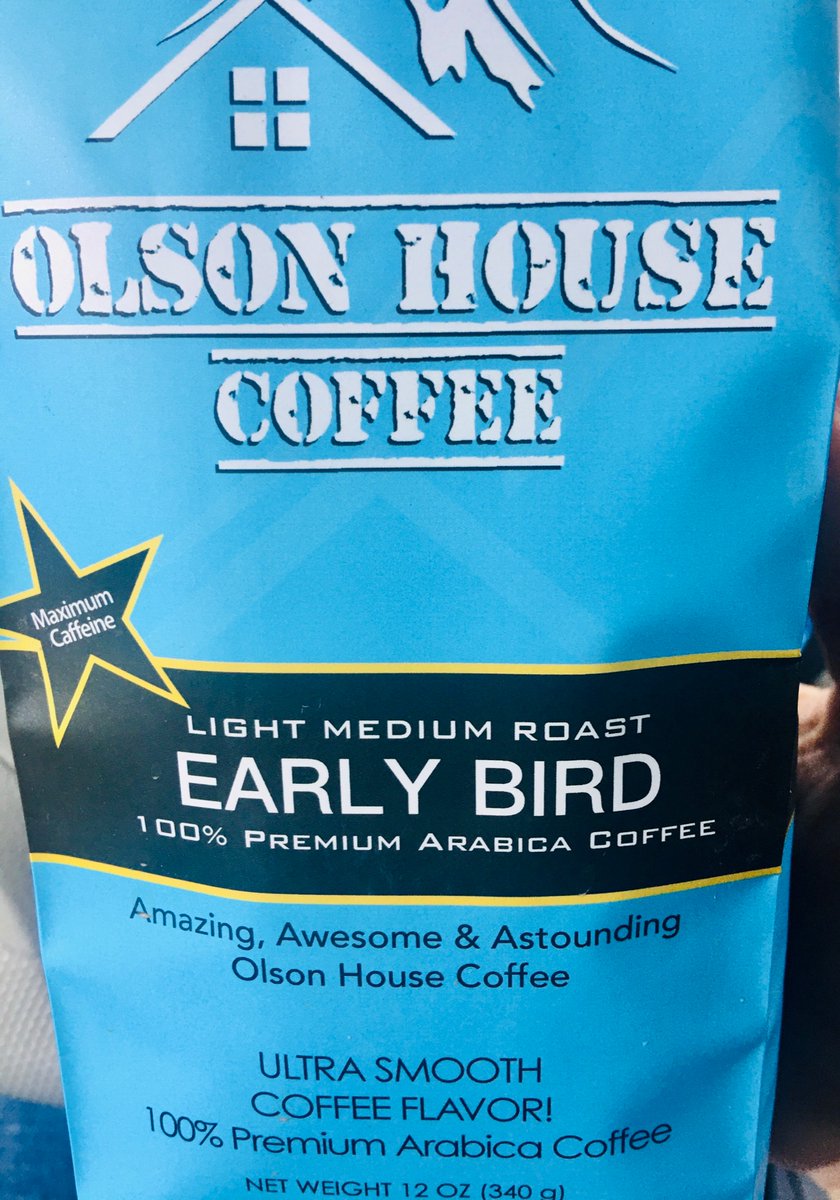 OLSON HOUSE
COFFEE
Maximum
Caffeine
LIGHT MEDIUM ROAST
EARLY BIRD
100% PREMIUM ARABICA COFFEE
Amazing, Awesome & Astounding
Olson House Coffee
ULTRA SMOOTH
COFFEE FLAVOR!
100% Premium Arabica Coffee
NET WEIGHT 12 OZ (340 g)